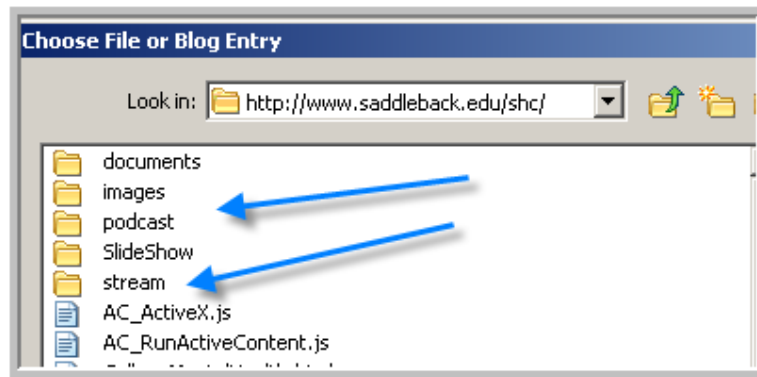 Choose File or Blog Entry
Look in: http://www.saddleback.edu/shc/
documents
images
podcast
SlideShow
stream
AC_ActiveX.js
AC_RunActiveContent.js